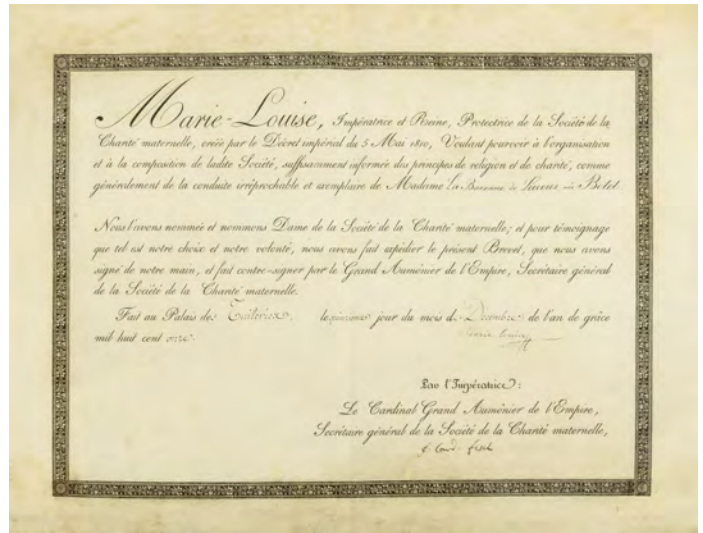 Marie-Louise, Impératrice et Reine, Protectrice de la Société de la
Charité maternelle, créée par le Décret impérial du 5 Mai 1810, Voulant pourvoir à l'organisation
et à la composition de ladite Société, suffisamment informée des principes de religion et de charité, comme
généralement de la conduite irréprochable et exemplaire de Madame La Baronne de née
Nous l'avons nommée et nommons Dame de la Société de la Charité maternelle; et pour témoignage
que tel est notre choix et notre volonté, nous avons fait expédier le présent Brevet, que nous avons
signé de notre main, et fait contre-signer par le Grand Aumônier de l'Empire, Secrétaire général
de la Société de la Charité maternelle.
Fait au Palais des Tuileries, le jour du mois de Décembre de l'an de grâce
mil huit cent onze.
Marie Louise
Par l'Impératrice:
Le Cardinal Grand Aumônier de l'Empire,
Secrétaire général de la Société de la Charité maternelle,
J. Card. Fesch